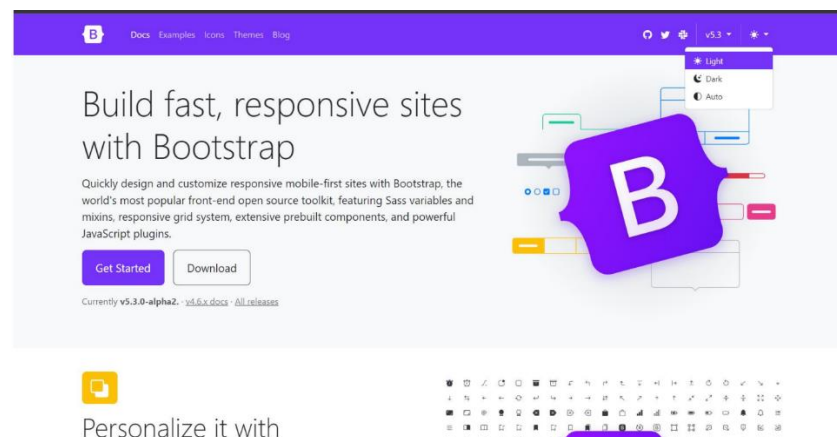 B
Docs Examples Icons Themes Blog
v5.3
Light
Dark
Auto
Build fast, responsive sites
with Bootstrap
Quickly design and customize responsive mobile-first sites with Bootstrap, the
world's most popular front-end open source toolkit, featuring Sass variables and
mixins, responsive grid system, extensive prebuilt components, and powerful
JavaScript plugins.
Get Started Download
Currently v5.3.0-alpha2. · v4.6.x docs · All releases
B
Personalize it with